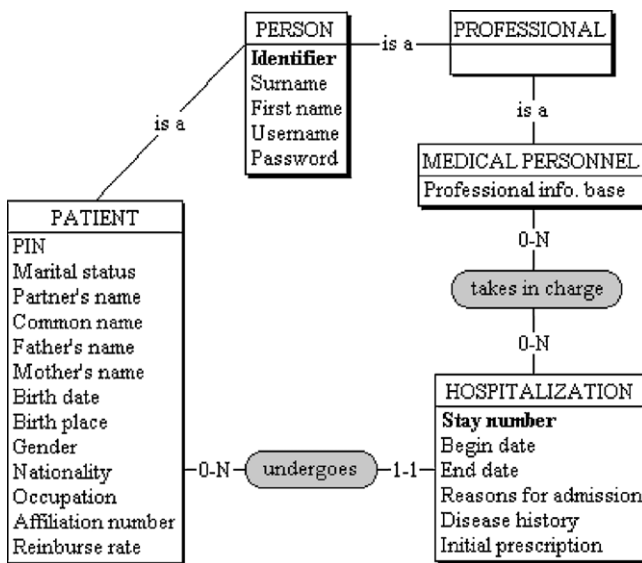 PERSON
Identifier
Surname
First name
Username
Password
is a
PROFESSIONAL
is a
is a
MEDICAL PERSONNEL
Professional info. base
0-N
takes in charge
0-N
PATIENT
PIN
Marital status
Partner's name
Common name
Father's name
Mother's name
Birth date
Birth place
Gender
Nationality
Occupation
Affiliation number
Reimburse rate
0-N
undergoes
1-1
HOSPITALIZATION
Stay number
Begin date
End date
Reasons for admission
Disease history
Initial prescription